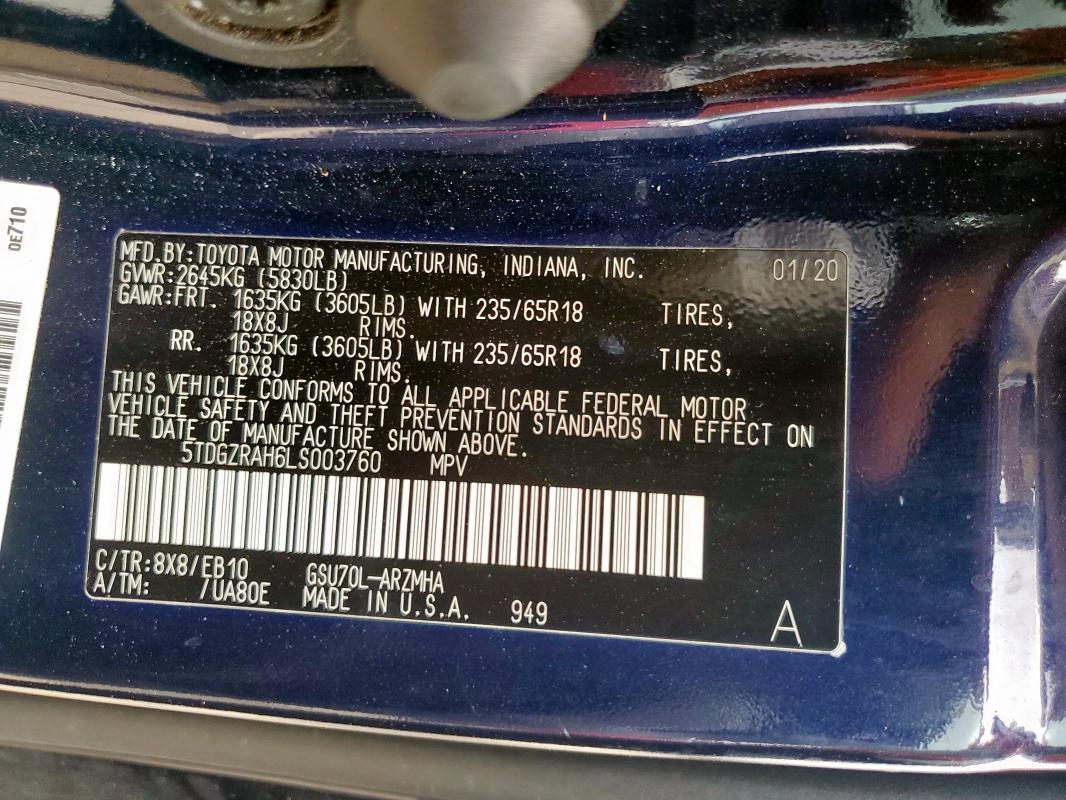 0E710
MFD. BY: TOYOTA MOTOR MANUFACTURING, INDIANA, INC. 01/20
GVWR: 2645KG (5830LB)
GAWR: FRT. 1635KG (3605LB) WITH 235/65R18 TIRES,
18X8J RIMS.
RR. 1635KG (3605LB) WITH 235/65R18 TIRES,
18X8J RIMS.
THIS VEHICLE CONFORMS TO ALL APPLICABLE FEDERAL MOTOR
VEHICLE SAFETY AND THEFT PREVENTION STANDARDS IN EFFECT ON
THE DATE OF MANUFACTURE SHOWN ABOVE.
5TDGZRAH6LS003760 MPV
C/TR: 8X8/EB10 GSU70L-ARZMHA
A/TM: /UA80E MADE IN U.S.A. 949 A